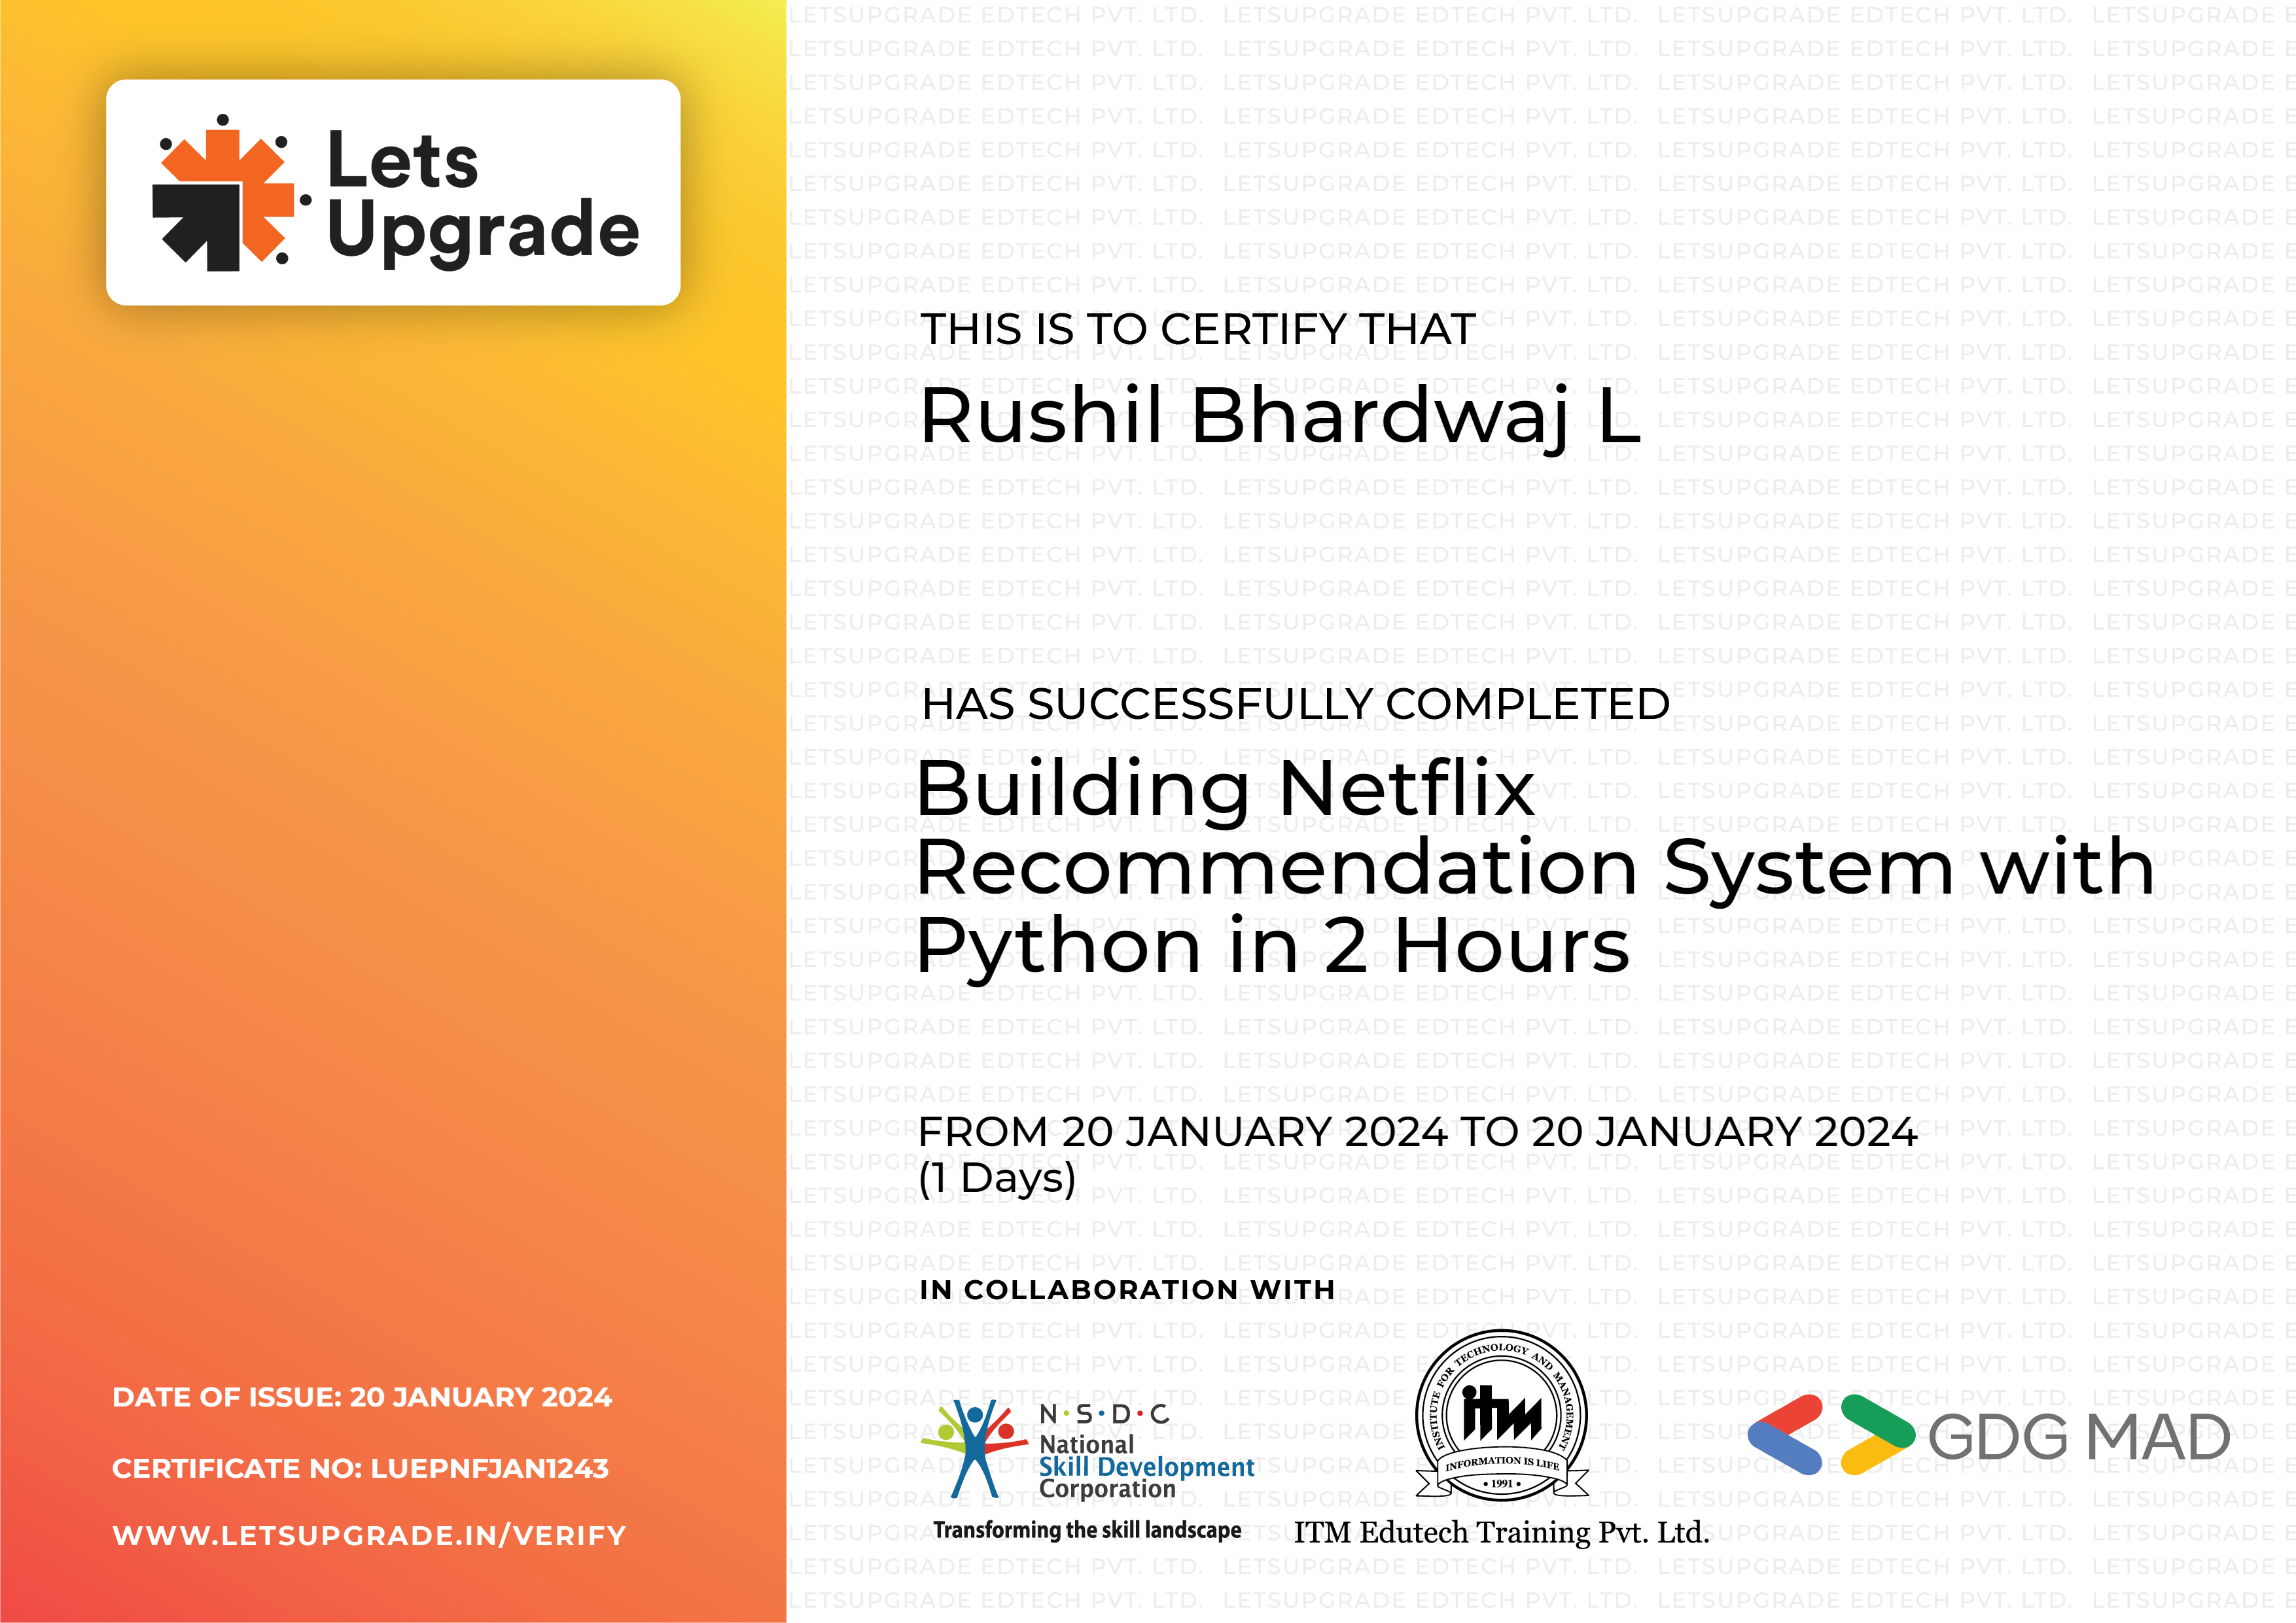 Lets
Upgrade
THIS IS TO CERTIFY THAT
Rushil Bhardwaj L
HAS SUCCESSFULLY COMPLETED
Building Netflix
Recommendation System with
Python in 2 Hours
FROM 20 JANUARY 2024 TO 20 JANUARY 2024
(1 Days)
IN COLLABORATION WITH
N·S·D·C
National
Skill Development
Corporation
Transforming the skill landscape
INSTITUTE FOR TECHNOLOGY AND MANAGEMENT
itm
INFORMATION IS LIFE
• 1991 •
ITM Edutech Training Pvt. Ltd.
GDG MAD
DATE OF ISSUE: 20 JANUARY 2024
CERTIFICATE NO: LUEPNFJAN1243
WWW.LETSUPGRADE.IN/VERIFY
LETSUPGRADE EDTECH PVT. LTD.